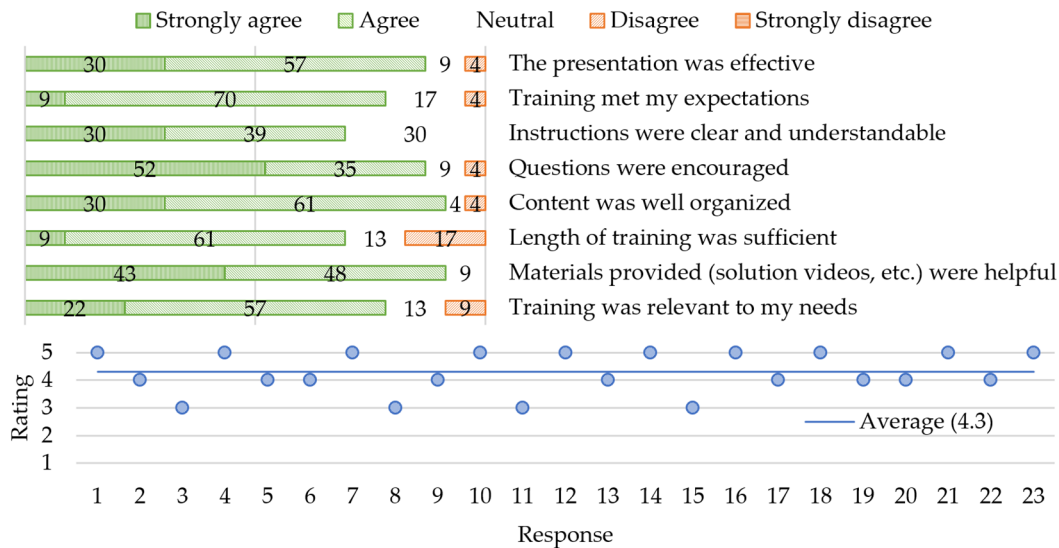 Strongly agree Agree Neutral Disagree Strongly disagree
30 57 9 4 The presentation was effective
9 70 17 4 Training met my expectations
30 39 30 Instructions were clear and understandable
52 35 9 4 Questions were encouraged
30 61 4 4 Content was well organized
9 61 13 17 Length of training was sufficient
43 48 9 Materials provided (solution videos, etc.) were helpful
22 57 13 9 Training was relevant to my needs
5
4
3
2
1
Rating
Average (4.3)
1 2 3 4 5 6 7 8 9 10 11 12 13 14 15 16 17 18 19 20 21 22 23
Response